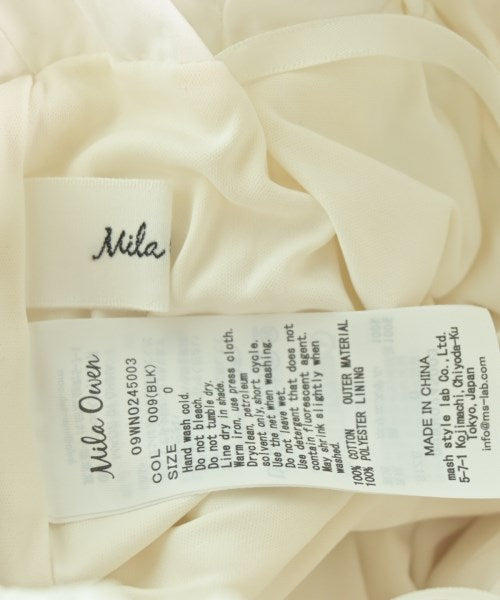 Mila
Mila Owen
09WN0245003
COL 009(BLK)
SIZE 0
Hand wash cold.
Do not bleach.
Do not tumble dry.
Line dry in shade.
Warm iron, use press cloth.
Dryclean, petroleum
solvent only, short cycle.
Use the net when washing.
Do not leave wet.
Use detergent that does not
contain fluorescent agent.
May shrink slightly when
washed.
100% COTTON OUTER MATERIAL
100% POLYESTER LINING
MADE IN CHINA
mash style lab Co. Ltd.
5-7-1 Kojimachi, Chiyoda-Ku
Tokyo, Japan
info@ms-lab.com